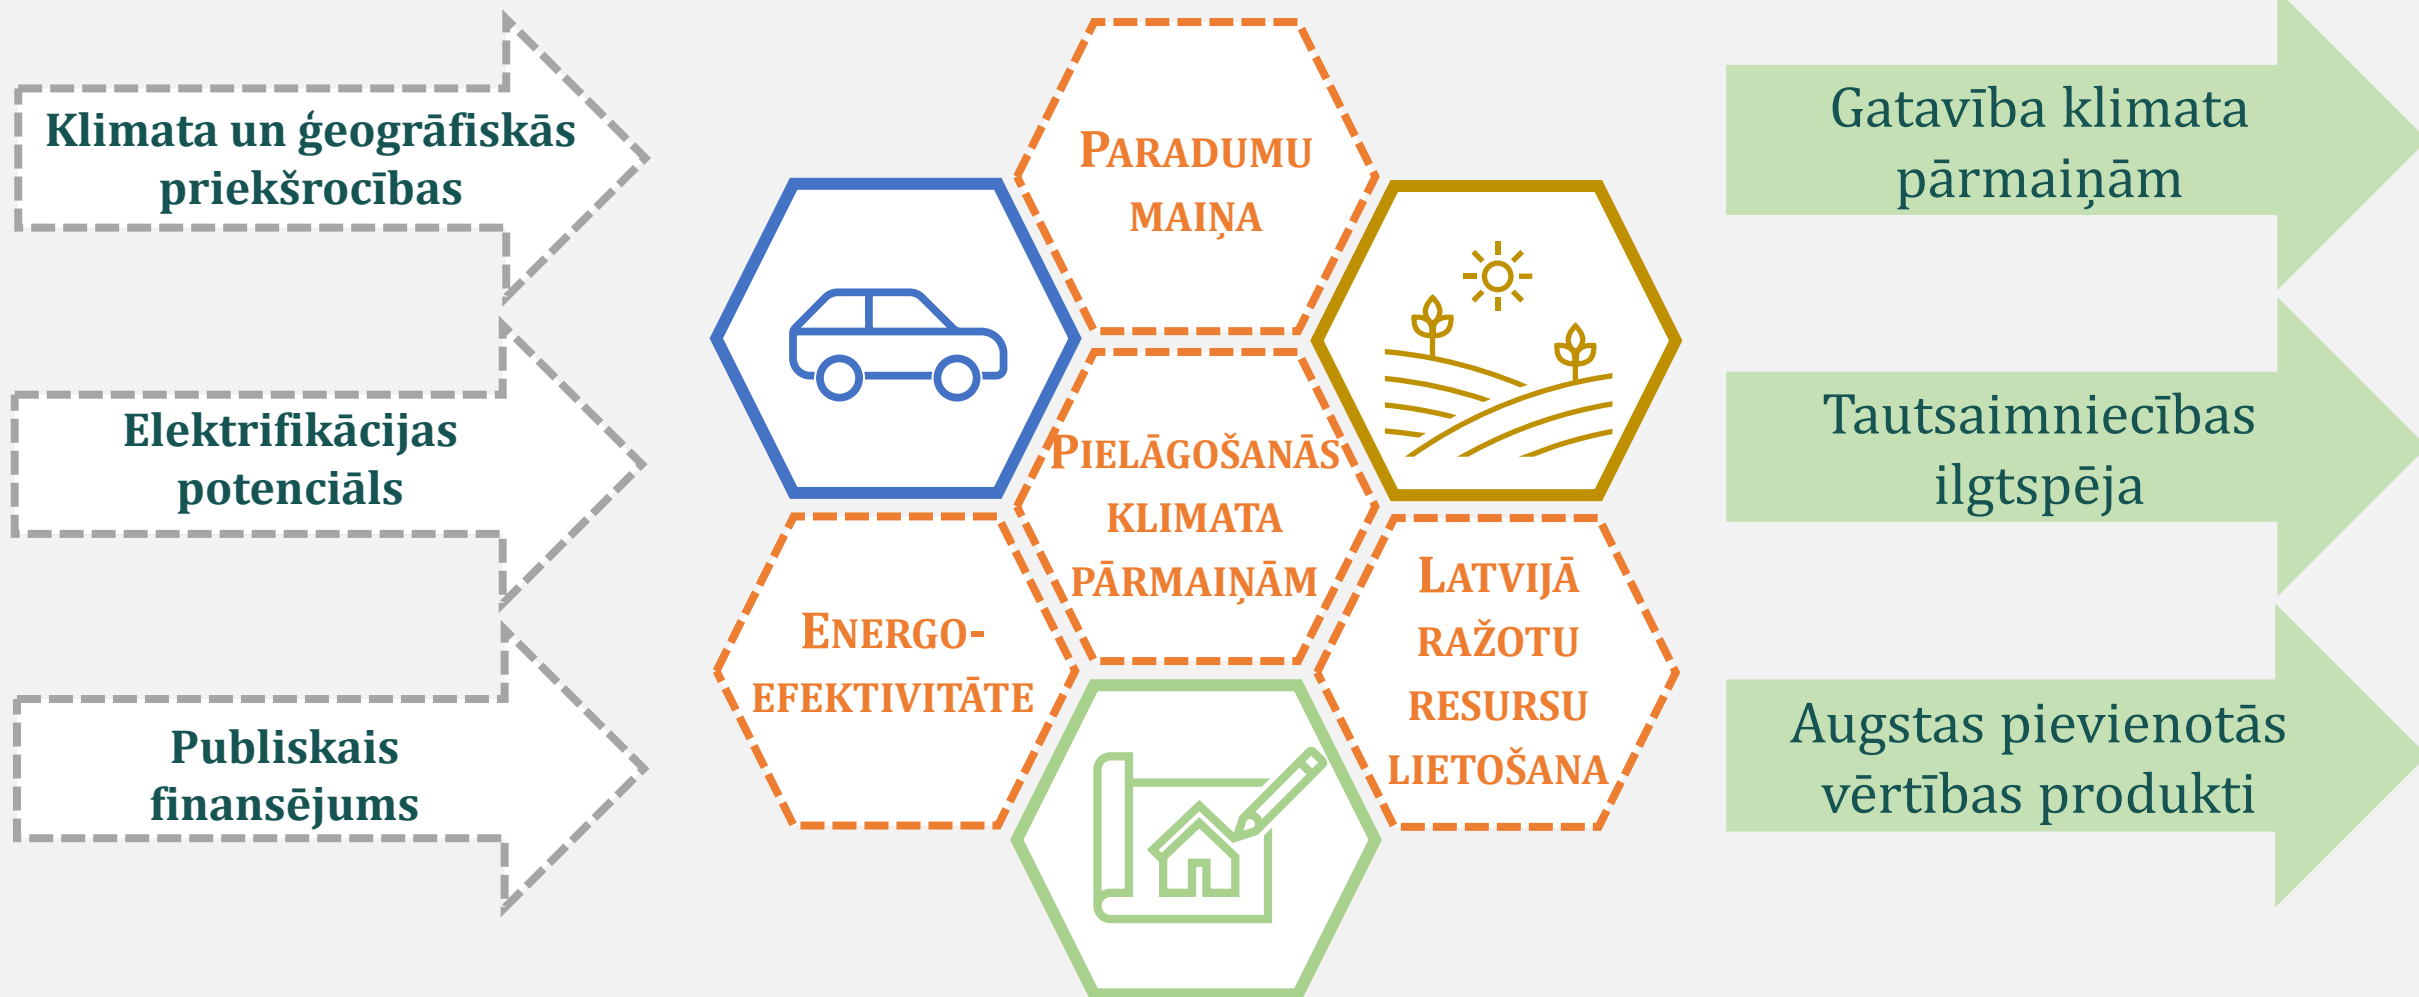 Klimata un ģeogrāfiskās
priekšrocības
Elektrifikācijas
potenciāls
Publiskais
finansējums
PARADUMU
MAIŅA
PIELĀGOŠANĀS
KLIMATA
PĀRMAIŅĀM
ENERGO-
EFEKTIVITĀTE
LATVIJĀ
RAŽOTU
RESURSU
LIETOŠANA
Gatavība klimata
pārmaiņām
Tautsaimniecības
ilgtspēja
Augstas pievienotās
vērtības produkti